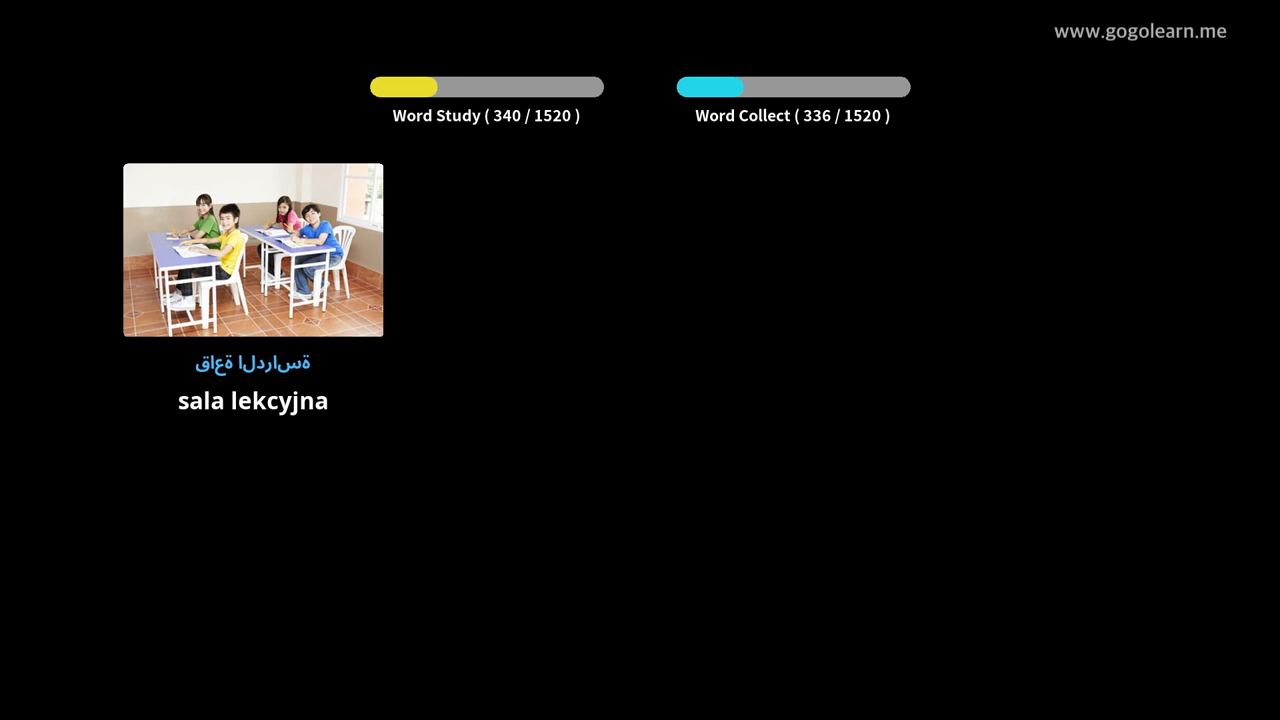 www.gogolearn.me
Word Study ( 340 / 1520 )
Word Collect ( 336 / 1520 )
قاعة الدراسة
sala lekcyjna